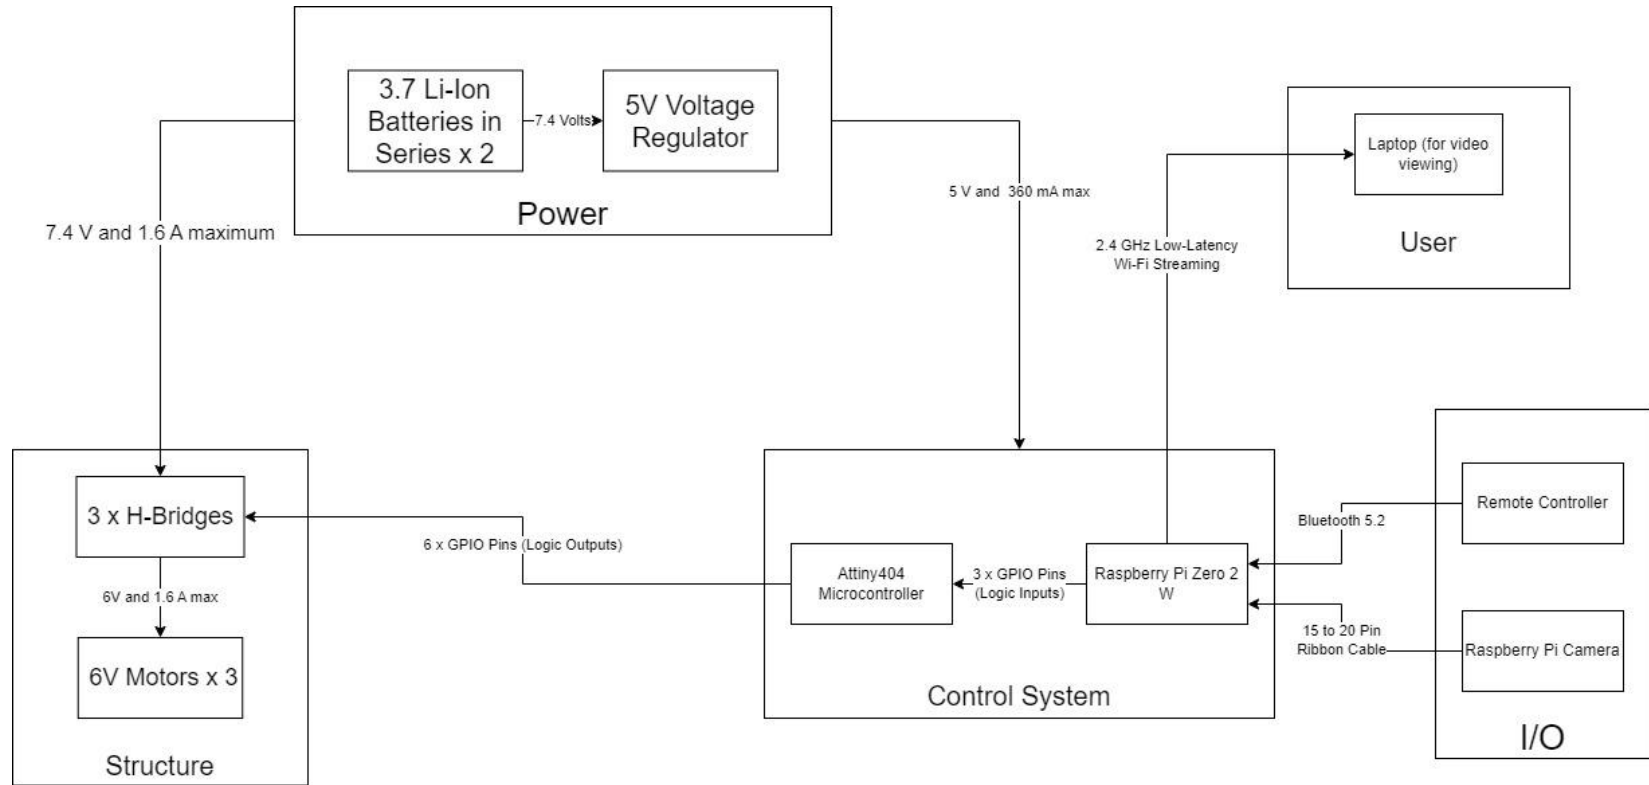 3.7 Li-Ion
Batteries in
Series x 2
7.4 Volts
5V Voltage
Regulator
Power
7.4 V and 1.6 A maximum
5 V and 360 mA max
Laptop (for video
viewing)
User
2.4 GHz Low-Latency
Wi-Fi Streaming
3 x H-Bridges
6V and 1.6 A max
6V Motors x 3
Structure
6 x GPIO Pins (Logic Outputs)
Attiny404
Microcontroller
3 x GPIO Pins
(Logic Inputs)
Raspberry Pi Zero 2
W
Control System
Bluetooth 5.2
15 to 20 Pin
Ribbon Cable
Remote Controller
Raspberry Pi Camera
I/O